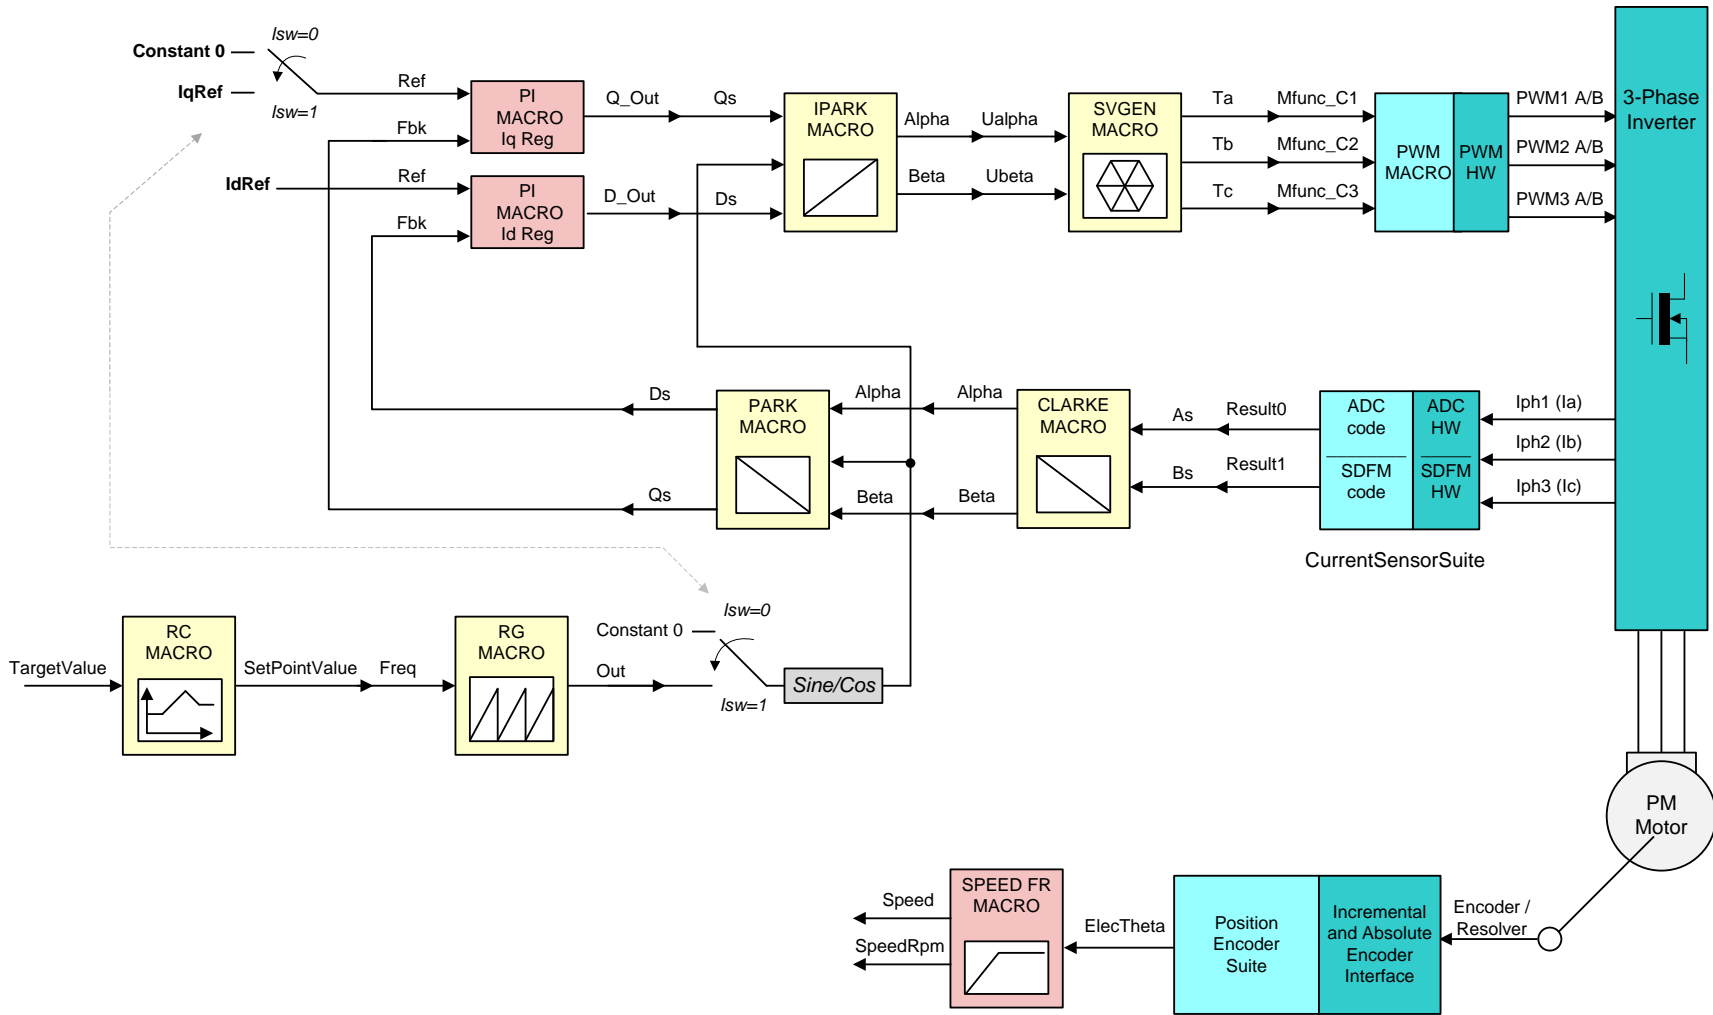 Constant 0
lsw=0
IqRef
lsw=1
Ref
Fbk
PI
MACRO
Iq Reg
Q_Out
Qs
IdRef
Ref
Fbk
PI
MACRO
Id Reg
D_Out
Ds
IPARK
MACRO
Alpha
Ualpha
Beta
Ubeta
SVGEN
MACRO
Ta
Mfunc_C1
Tb
Mfunc_C2
Tc
Mfunc_C3
PWM
MACRO
PWM
HW
PWM1 A/B
PWM2 A/B
PWM3 A/B
3-Phase
Inverter
Ds
Qs
PARK
MACRO
Alpha
Alpha
Beta
Beta
CLARKE
MACRO
As
Result0
Bs
Result1
ADC
code
SDFM
code
ADC
HW
SDFM
HW
Iph1 (Ia)
Iph2 (Ib)
Iph3 (Ic)
CurrentSensorSuite
TargetValue
RC
MACRO
SetPointValue
Freq
RG
MACRO
Out
Constant 0
lsw=0
lsw=1
Sine/Cos
PM
Motor
Speed
SpeedRpm
SPEED FR
MACRO
ElecTheta
Position
Encoder
Suite
Incremental
and Absolute
Encoder
Interface
Encoder /
Resolver